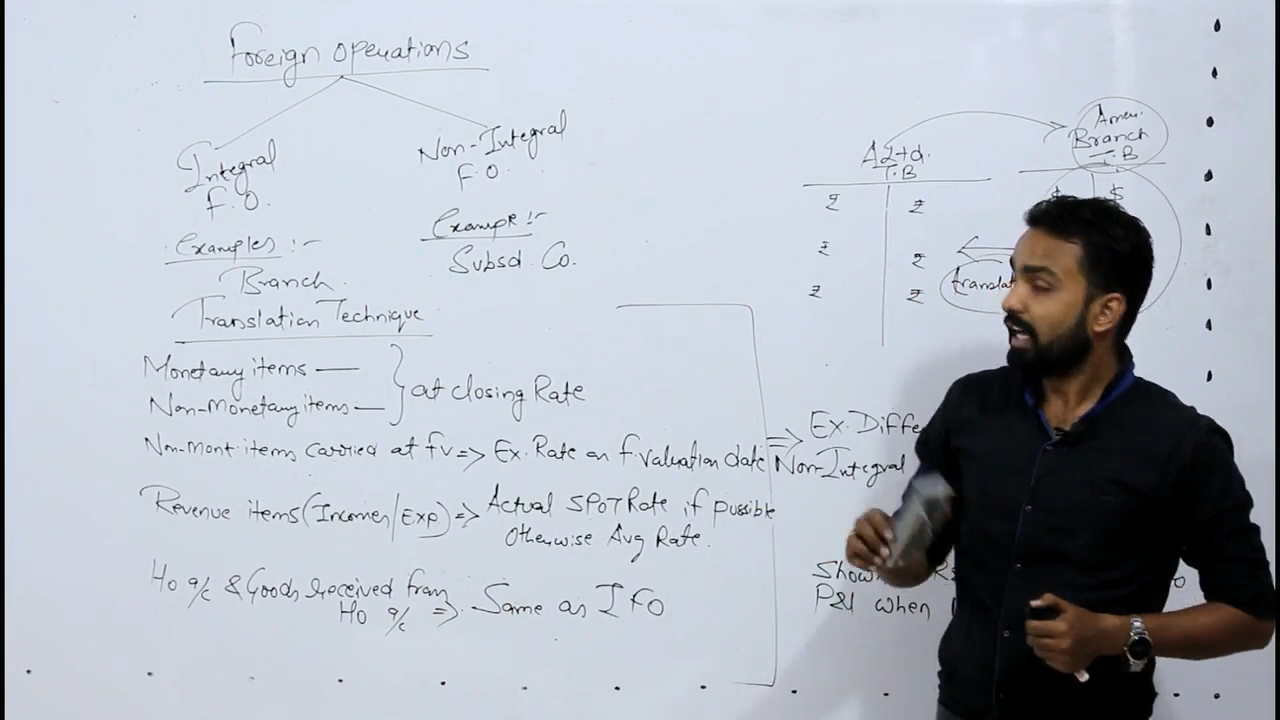 Foreign Operations
Integral
F.O.
Non-Integral
F.O.
Examples :-
Branch
Example :-
Subsd. Co.
Translation Technique
Monetary items —
Non-Monetary items —
} at closing Rate
Non-Mont. items carried at fv => Ex. Rate on f. valuation date
Revenue items (Incomes/Exp) => Actual SPOT Rate if possible
Otherwise Avg Rate.
Ho a/c & Goods received from
Ho a/c => Same as IFO
A Ltd.
T.B
₹ ₹
₹ ₹
₹ ₹
Amer.
Branch
T.B
$ $
=> Ex. Diffe
Non-Integral
P&l when